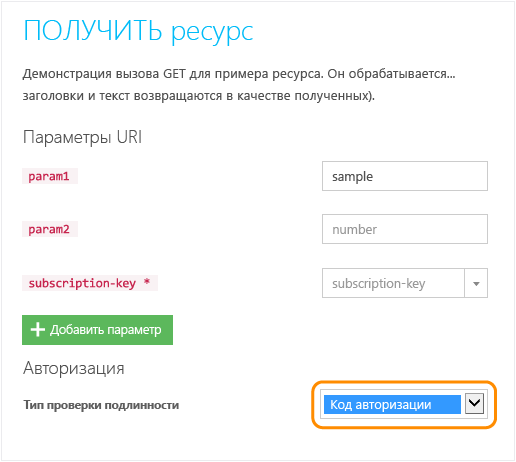 ПОЛУЧИТЬ ресурс
Демонстрация вызова GET для примера ресурса. Он обрабатывается...
заголовки и текст возвращаются в качестве полученных).
Параметры URI
param1 sample
param2 number
subscription-key * subscription-key
Добавить параметр
Авторизация
Тип проверки подлинности Код авторизации